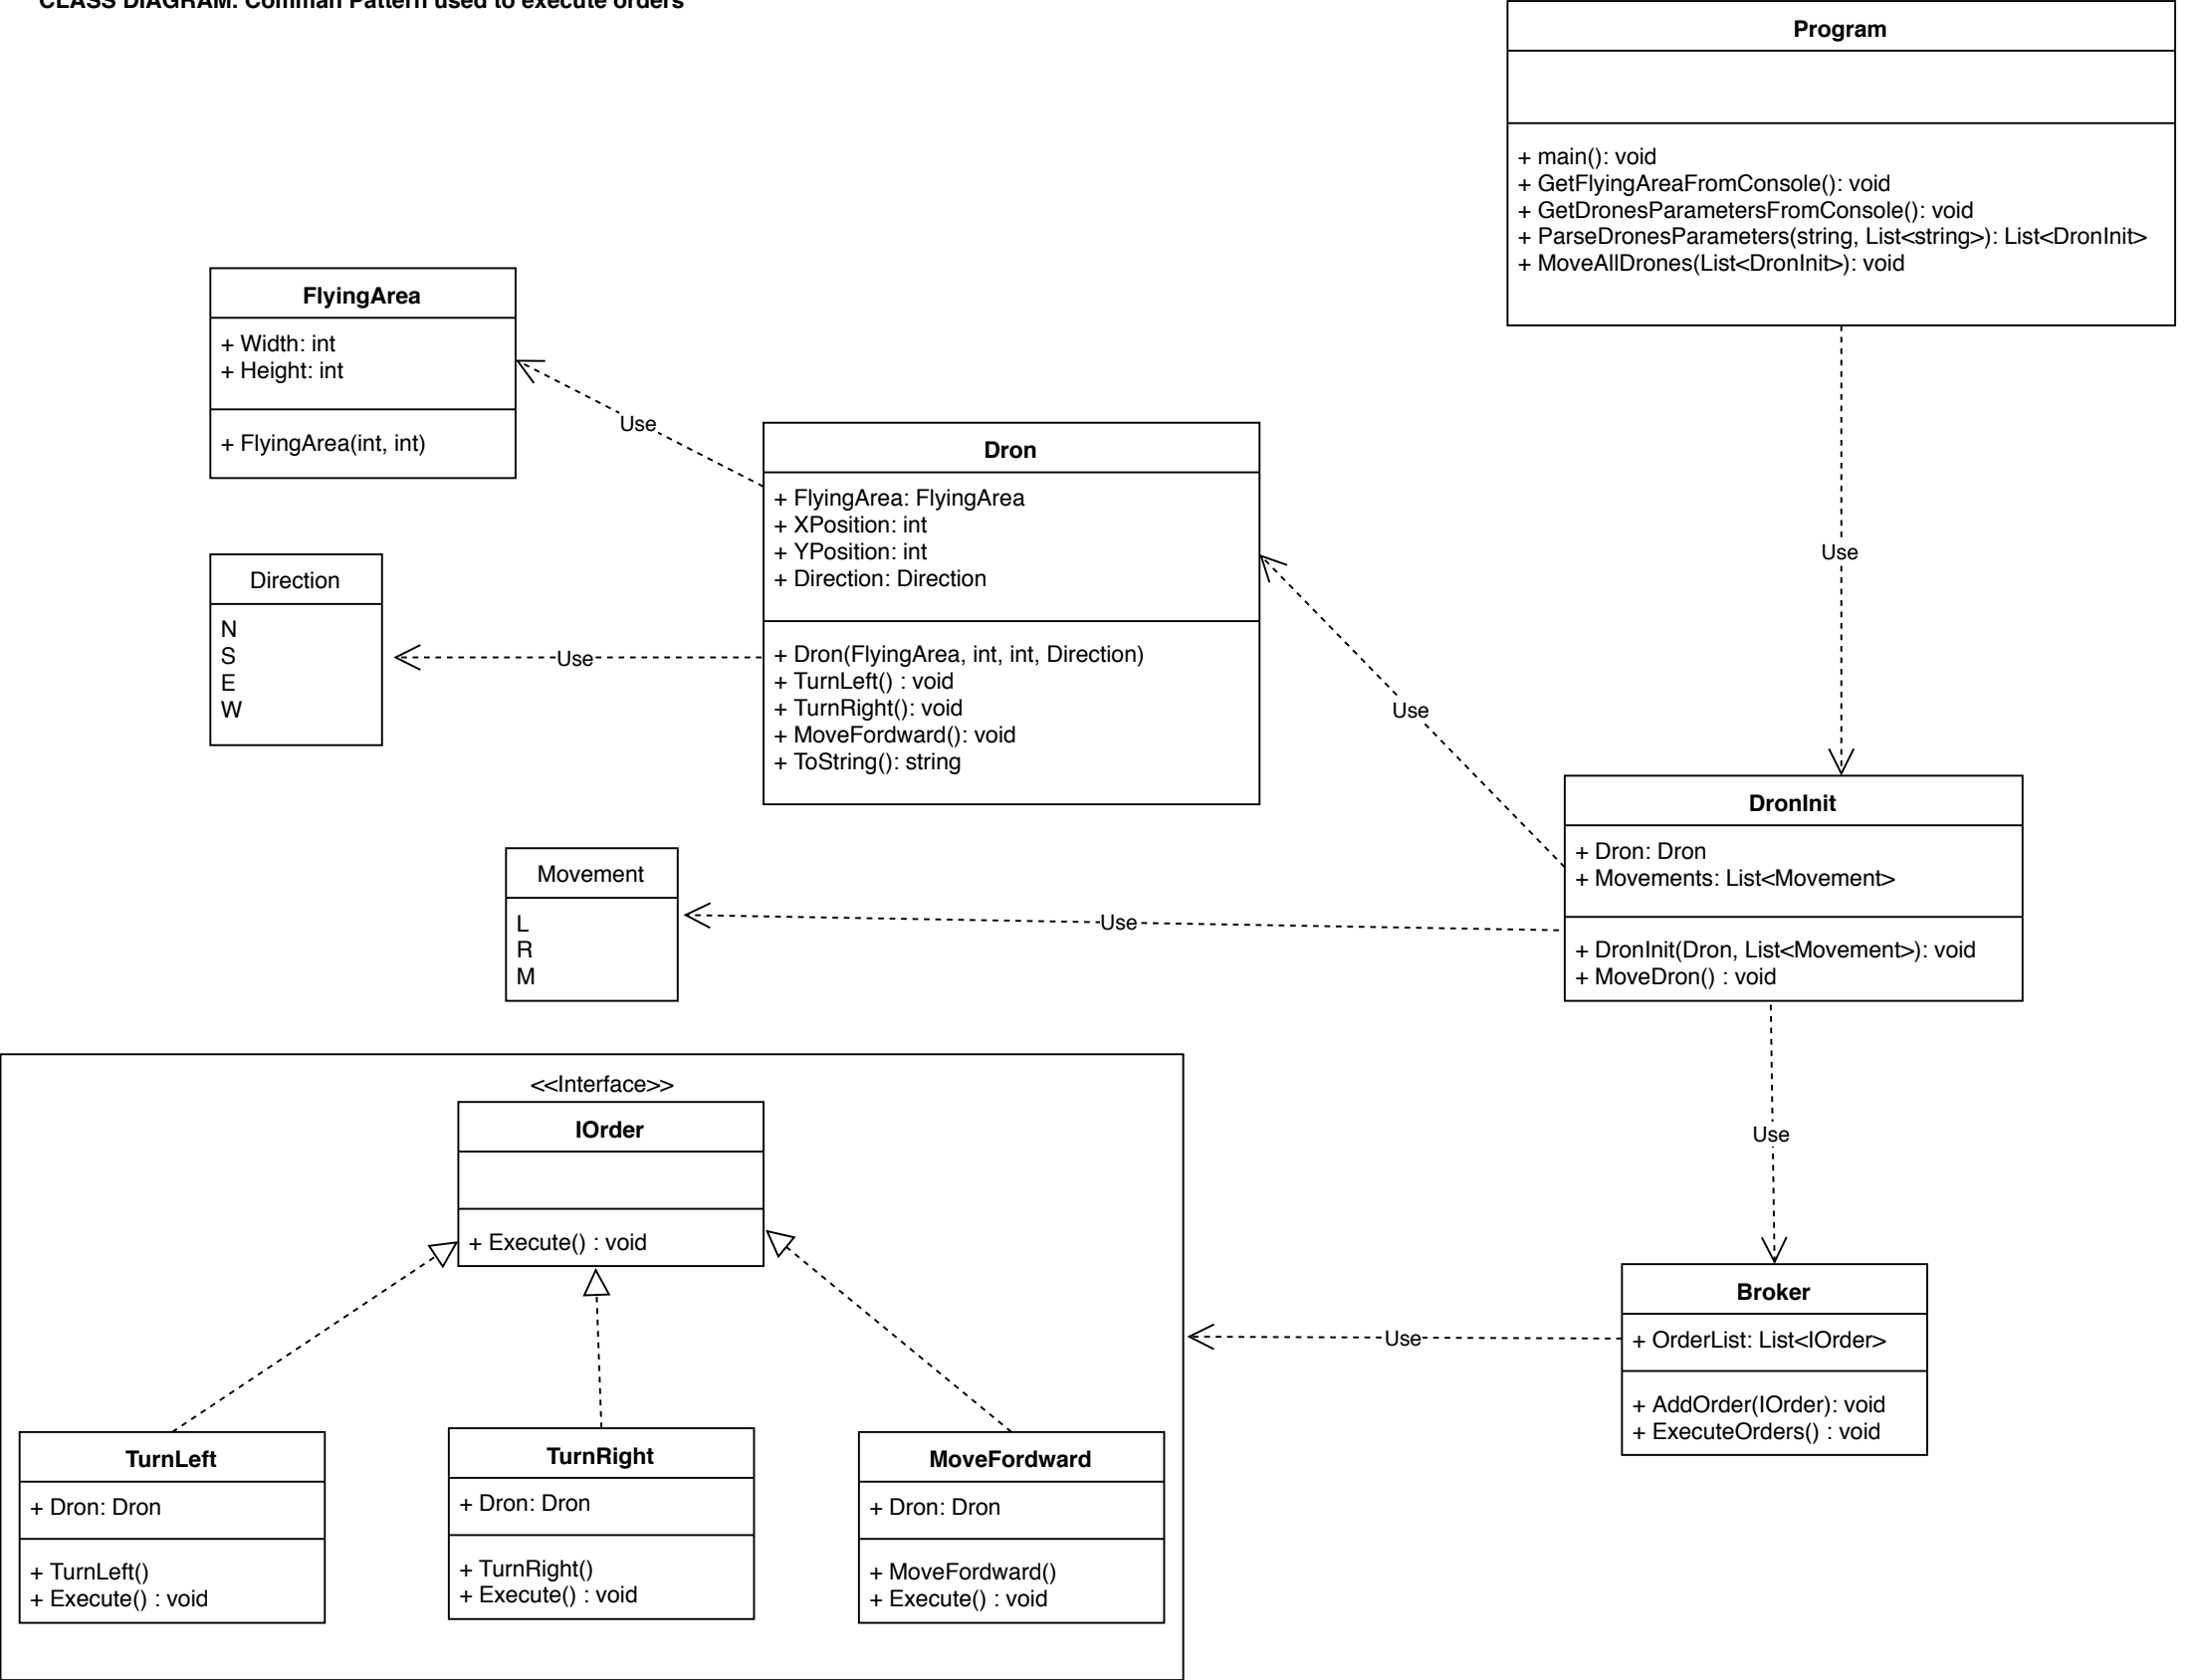 CLASS DIAGRAM. Comman Pattern used to execute orders
Program
+ main(): void
+ GetFlyingAreaFromConsole(): void
+ GetDronesParametersFromConsole(): void
+ ParseDronesParameters(string, List<string>): List<DronInit>
+ MoveAllDrones(List<DronInit>): void
FlyingArea
+ Width: int
+ Height: int
+ FlyingArea(int, int)
Use
Dron
+ FlyingArea: FlyingArea
+ XPosition: int
+ YPosition: int
+ Direction: Direction
+ Dron(FlyingArea, int, int, Direction)
+ TurnLeft() : void
+ TurnRight(): void
+ MoveFordward(): void
+ ToString(): string
Use
Direction
N
S
E
W
Use
Use
DronInit
+ Dron: Dron
+ Movements: List<Movement>
+ DronInit(Dron, List<Movement>): void
+ MoveDron() : void
Movement
L
R
M
Use
Use
<<Interface>>
IOrder
+ Execute() : void
Broker
+ OrderList: List<IOrder>
+ AddOrder(IOrder): void
+ ExecuteOrders() : void
Use
TurnLeft
+ Dron: Dron
+ TurnLeft()
+ Execute() : void
TurnRight
+ Dron: Dron
+ TurnRight()
+ Execute() : void
MoveFordward
+ Dron: Dron
+ MoveFordward()
+ Execute() : void